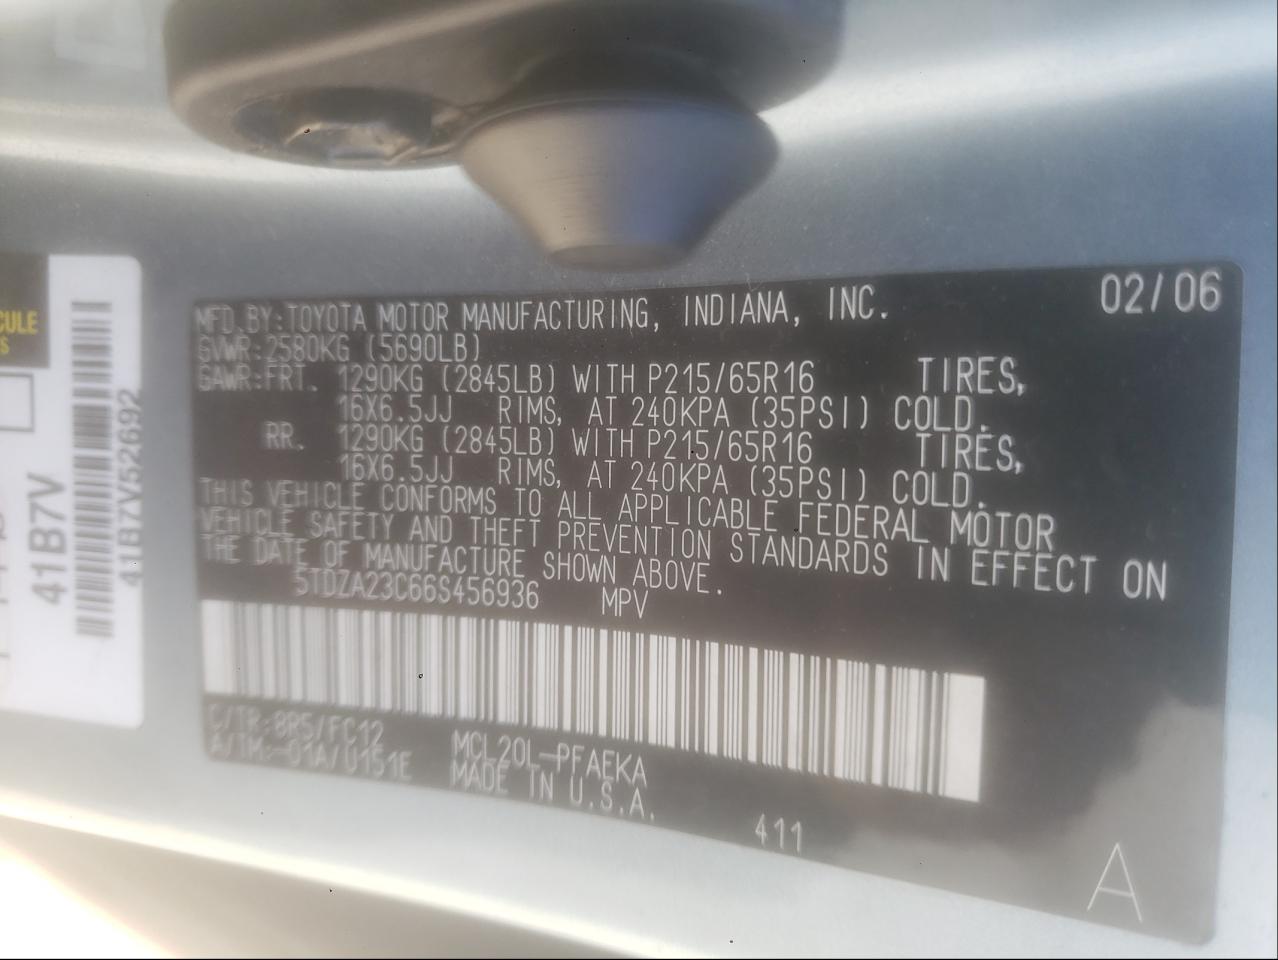 MFD.BY:TOYOTA MOTOR MANUFACTURING, INDIANA, INC. 02/06
GVWR:2580KG (5690LB)
GAWR:FRT. 1290KG (2845LB) WITH P215/65R16 TIRES,
16X6.5JJ RIMS, AT 240KPA (35PSI) COLD.
RR. 1290KG (2845LB) WITH P215/65R16 TIRES,
16X6.5JJ RIMS, AT 240KPA (35PSI) COLD.
THIS VEHICLE CONFORMS TO ALL APPLICABLE FEDERAL MOTOR
VEHICLE SAFETY AND THEFT PREVENTION STANDARDS IN EFFECT ON
THE DATE OF MANUFACTURE SHOWN ABOVE.
5TDZA23C66S456936 MPV
C/TR:8R5/FC12
A/TM:-01A/U151E
MCL20L-PFAEKA
MADE IN U.S.A.
411
A
41B7V
41B7V52692
CULE
S